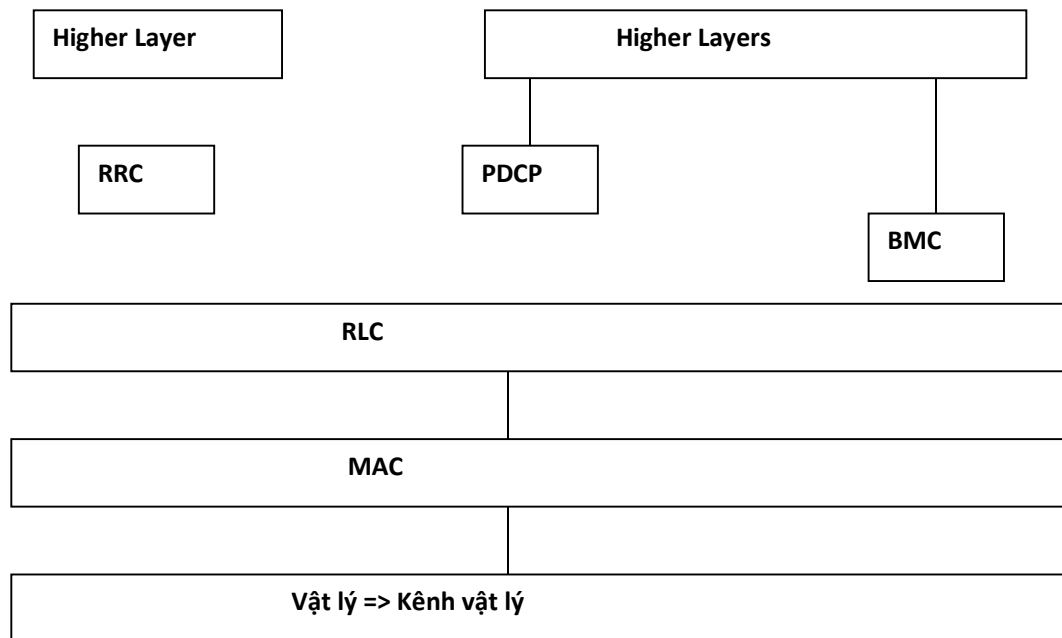 Higher Layer
Higher Layers
RRC
PDCP
BMC
RLC
MAC
Vật lý => Kênh vật lý